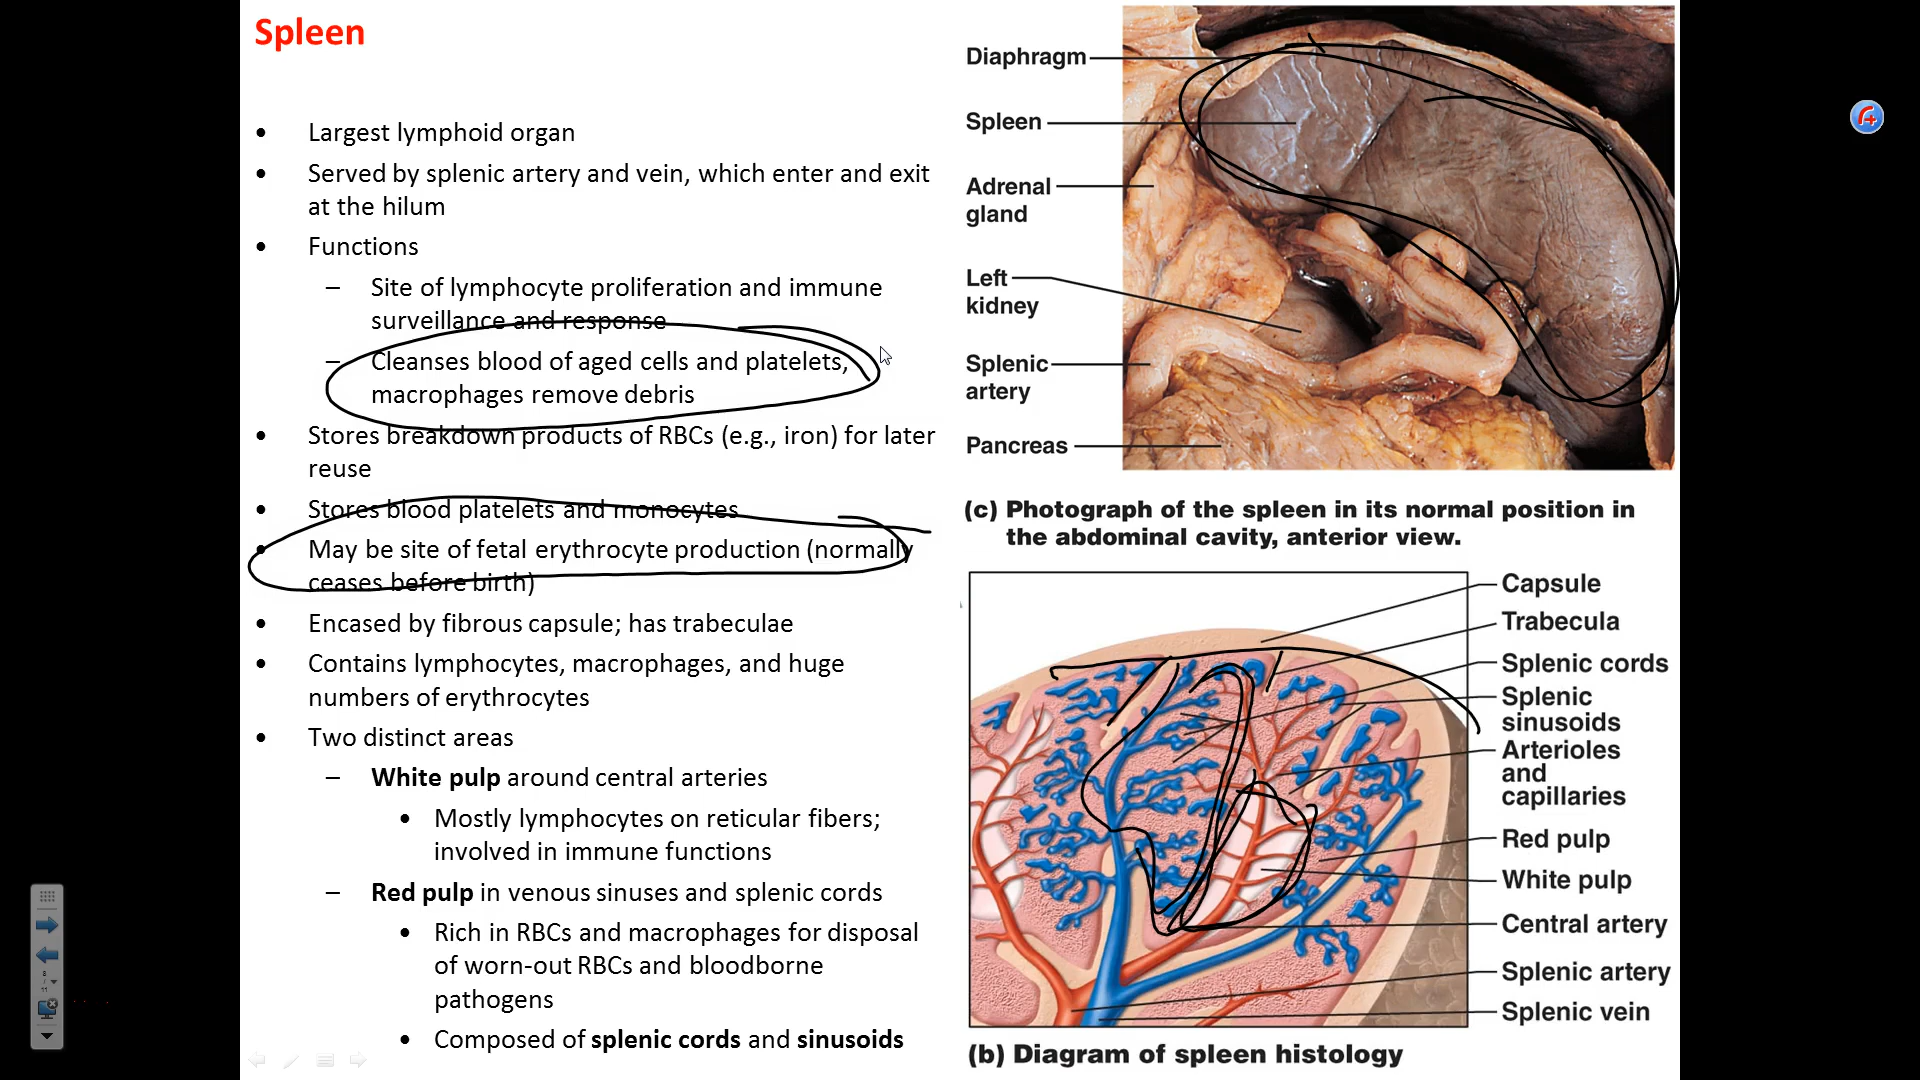 Spleen
• Largest lymphoid organ
• Served by splenic artery and vein, which enter and exit
at the hilum
• Functions
– Site of lymphocyte proliferation and immune
surveillance and response
– Cleanses blood of aged cells and platelets,
macrophages remove debris
• Stores breakdown products of RBCs (e.g., iron) for later
reuse
• Stores blood platelets and monocytes
• May be site of fetal erythrocyte production (normally
ceases before birth)
• Encased by fibrous capsule; has trabeculae
• Contains lymphocytes, macrophages, and huge
numbers of erythrocytes
• Two distinct areas
– White pulp around central arteries
• Mostly lymphocytes on reticular fibers;
involved in immune functions
– Red pulp in venous sinuses and splenic cords
• Rich in RBCs and macrophages for disposal
of worn-out RBCs and bloodborne
pathogens
• Composed of splenic cords and sinusoids
Diaphragm
Spleen
Adrenal
gland
Left
kidney
Splenic
artery
Pancreas
(c) Photograph of the spleen in its normal position in
the abdominal cavity, anterior view.
Capsule
Trabecula
Splenic cords
Splenic
sinusoids
Arterioles
and
capillaries
Red pulp
White pulp
Central artery
Splenic artery
Splenic vein
(b) Diagram of spleen histology
8
/
11